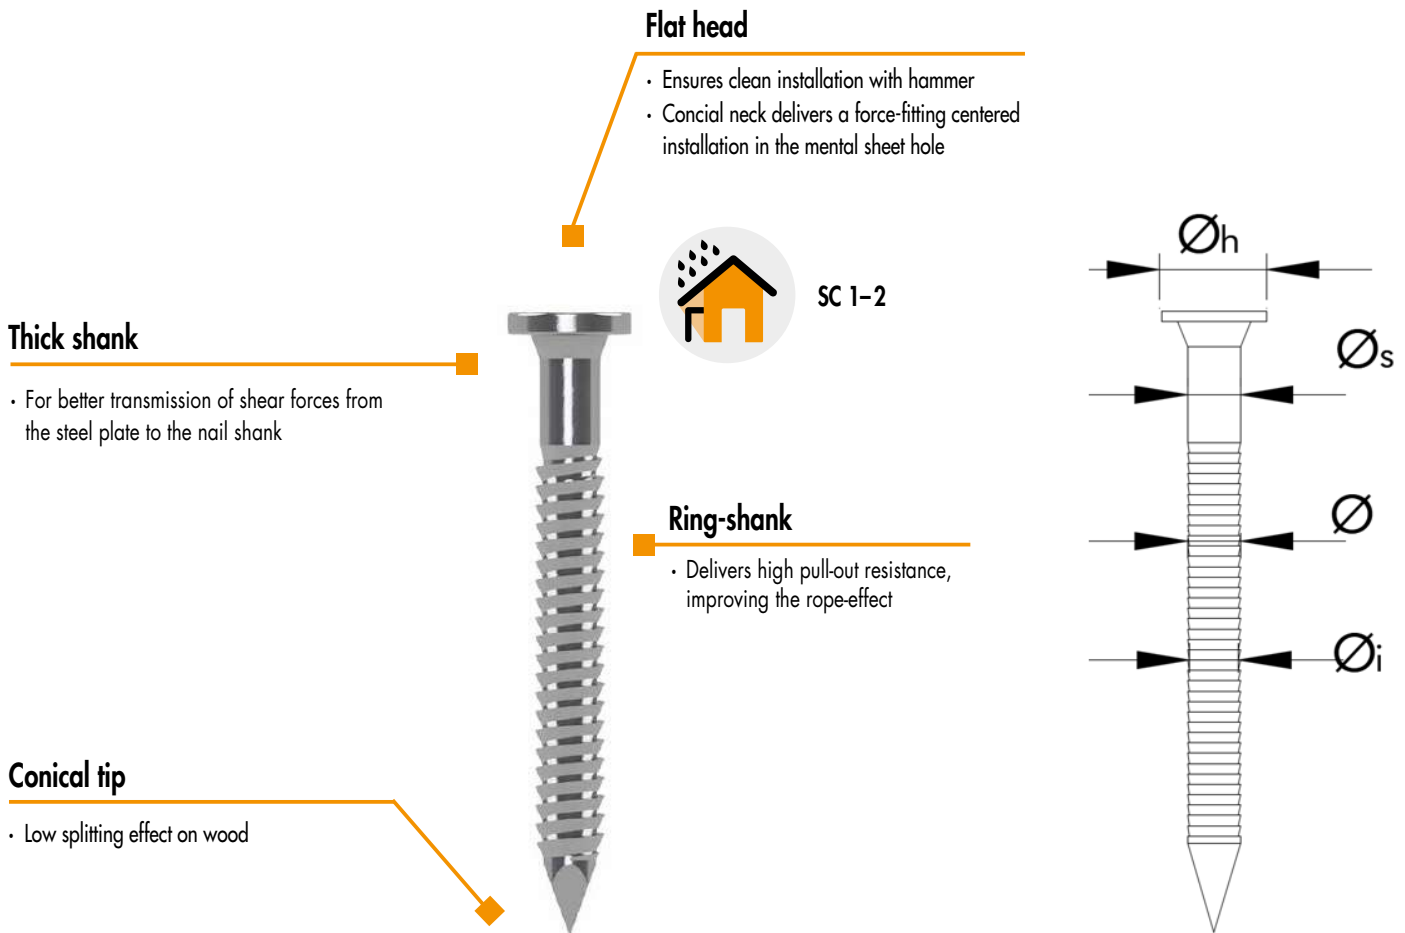 Flat head
· Ensures clean installation with hammer
· Concial neck delivers a force-fitting centered
installation in the mental sheet hole
SC 1–2
Thick shank
· For better transmission of shear forces from
the steel plate to the nail shank
Ring-shank
· Delivers high pull-out resistance,
improving the rope-effect
Conical tip
· Low splitting effect on wood
Øh
Øs
Ø
Øi